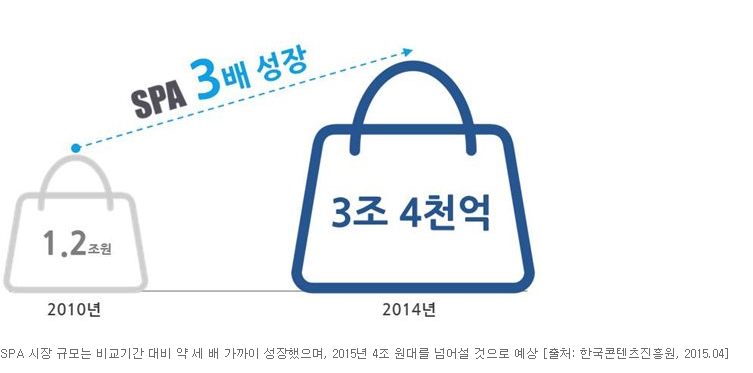 SPA 3배 성장
1.2조원
3조 4천억
2010년
2014년
SPA 시장 규모는 비교기간 대비 약 세 배 가까이 성장했으며, 2015년 4조 원대를 넘어설 것으로 예상 [출처: 한국콘텐츠진흥원, 2015.04]